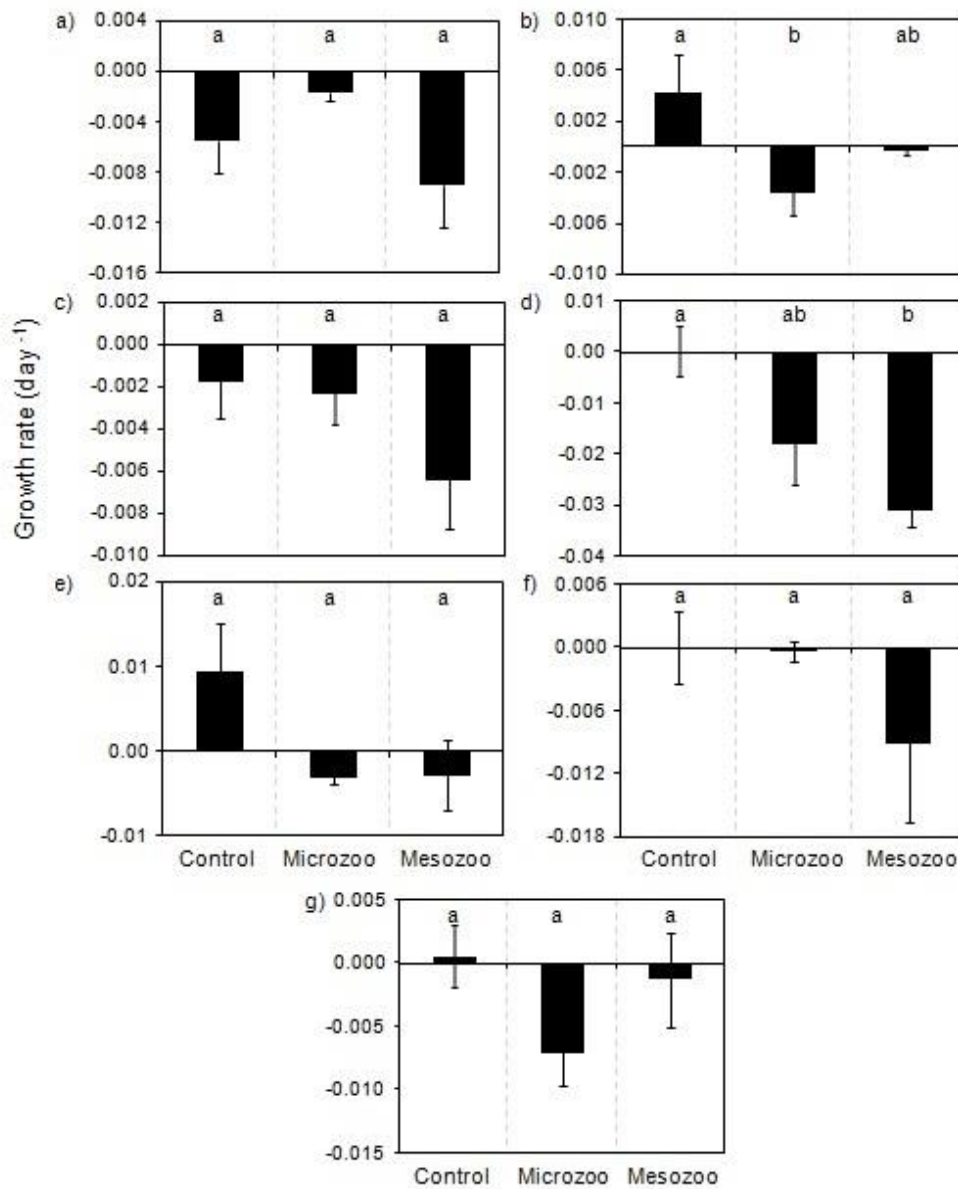 a)
0.004
0.000
-0.004
-0.008
-0.012
-0.016
a a a
b)
0.010
0.006
0.002
-0.002
-0.006
-0.010
a b ab
c)
0.002
0.000
-0.002
-0.004
-0.006
-0.008
-0.010
a a a
d)
0.01
0.00
-0.01
-0.02
-0.03
-0.04
a ab b
Growth rate (day -1)
e)
0.02
0.01
0.00
-0.01
a a a
Control Microzoo Mesozoo
f)
0.006
0.000
-0.006
-0.012
-0.018
a a a
Control Microzoo Mesozoo
g)
0.005
0.000
-0.005
-0.010
-0.015
a a a
Control Microzoo Mesozoo